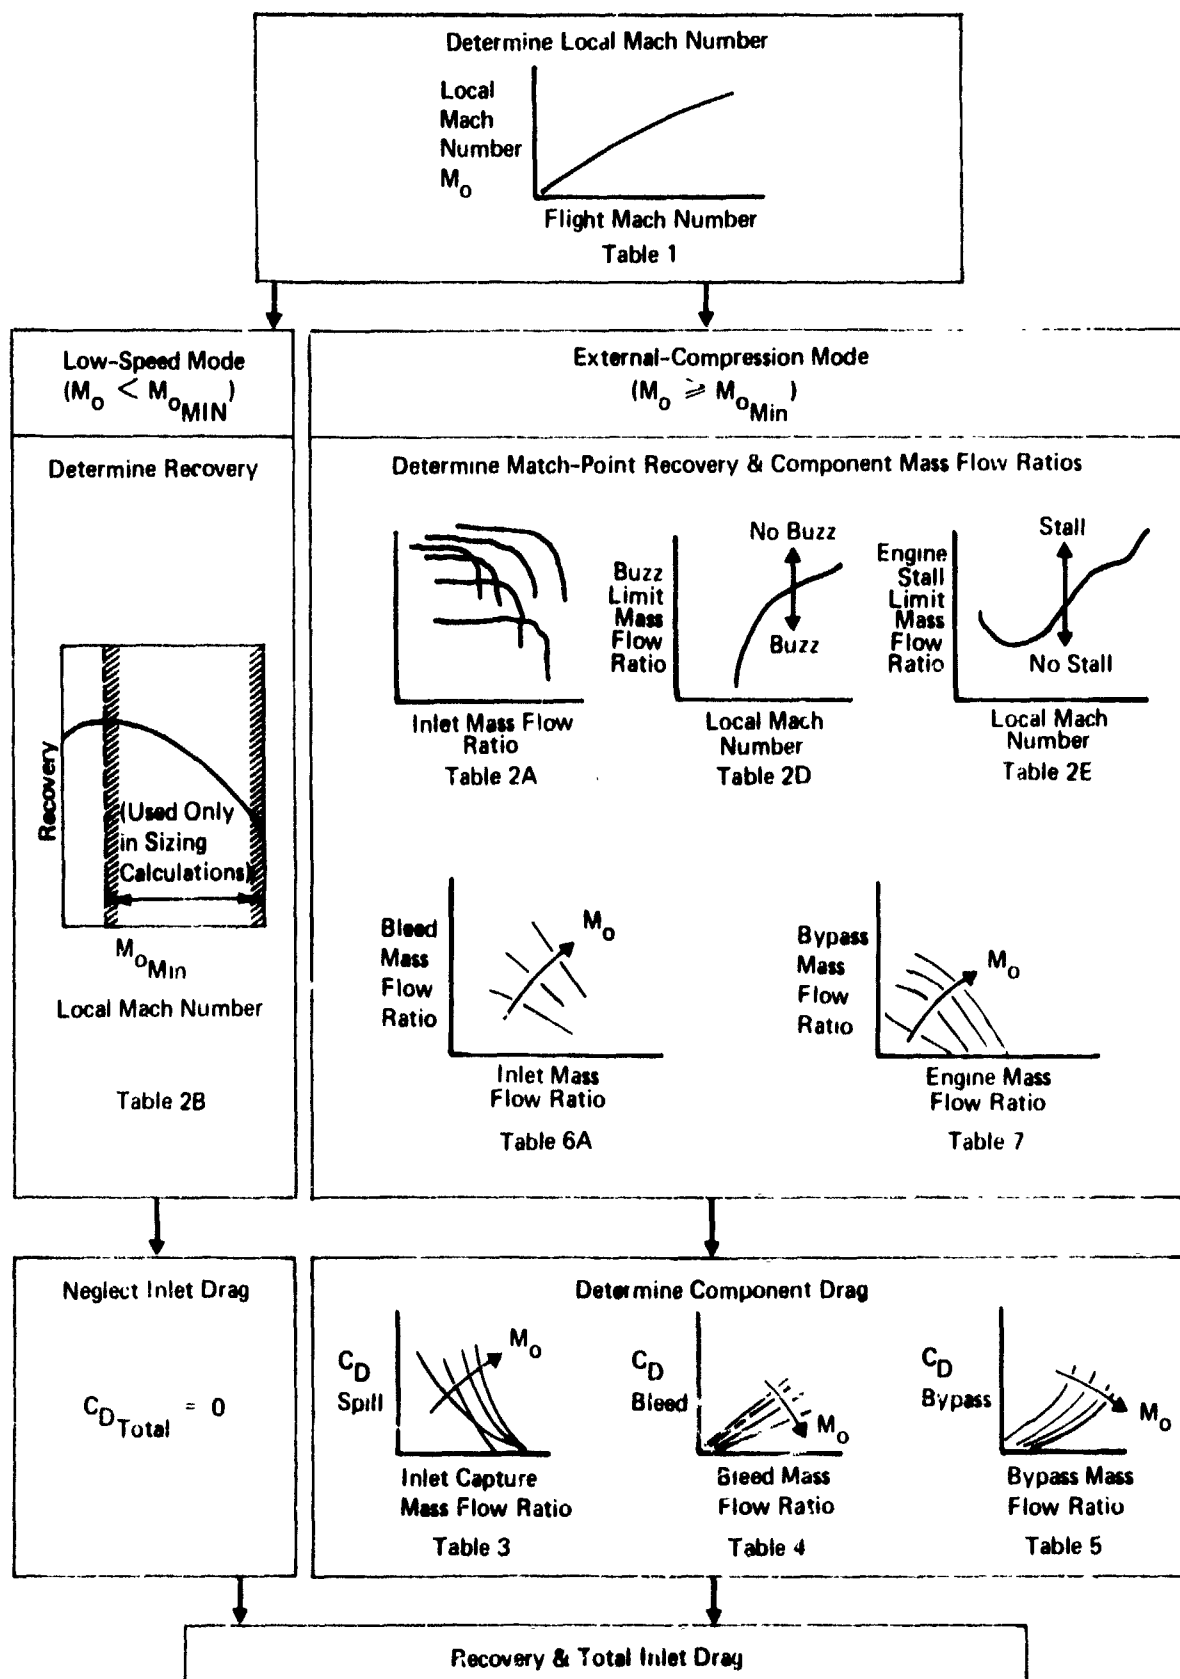 Determine Local Mach Number
Local
Mach
Number
Mo
Flight Mach Number
Table 1
Low-Speed Mode
(Mo < MoMIN)
Determine Recovery
Recovery
(Used Only
in Sizing
Calculations)
MoMin
Local Mach Number
Table 2B
External-Compression Mode
(Mo ⩾ MoMin)
Determine Match-Point Recovery & Component Mass Flow Ratios
Inlet Mass Flow
Ratio
Table 2A
Buzz
Limit
Mass
Flow
Ratio
No Buzz
Buzz
Local Mach
Number
Table 2D
Engine
Stall
Limit
Mass
Flow
Ratio
Stall
No Stall
Local Mach
Number
Table 2E
Bleed
Mass
Flow
Ratio
Mo
Inlet Mass
Flow Ratio
Table 6A
Bypass
Mass
Flow
Ratio
Mo
Engine Mass
Flow Ratio
Table 7
Neglect Inlet Drag
CDTotal = 0
Determine Component Drag
CD
Spill
Mo
Inlet Capture
Mass Flow Ratio
Table 3
CD
Bleed
Mo
Bleed Mass
Flow Ratio
Table 4
CD
Bypass
Mo
Bypass Mass
Flow Ratio
Table 5
Recovery & Total Inlet Drag